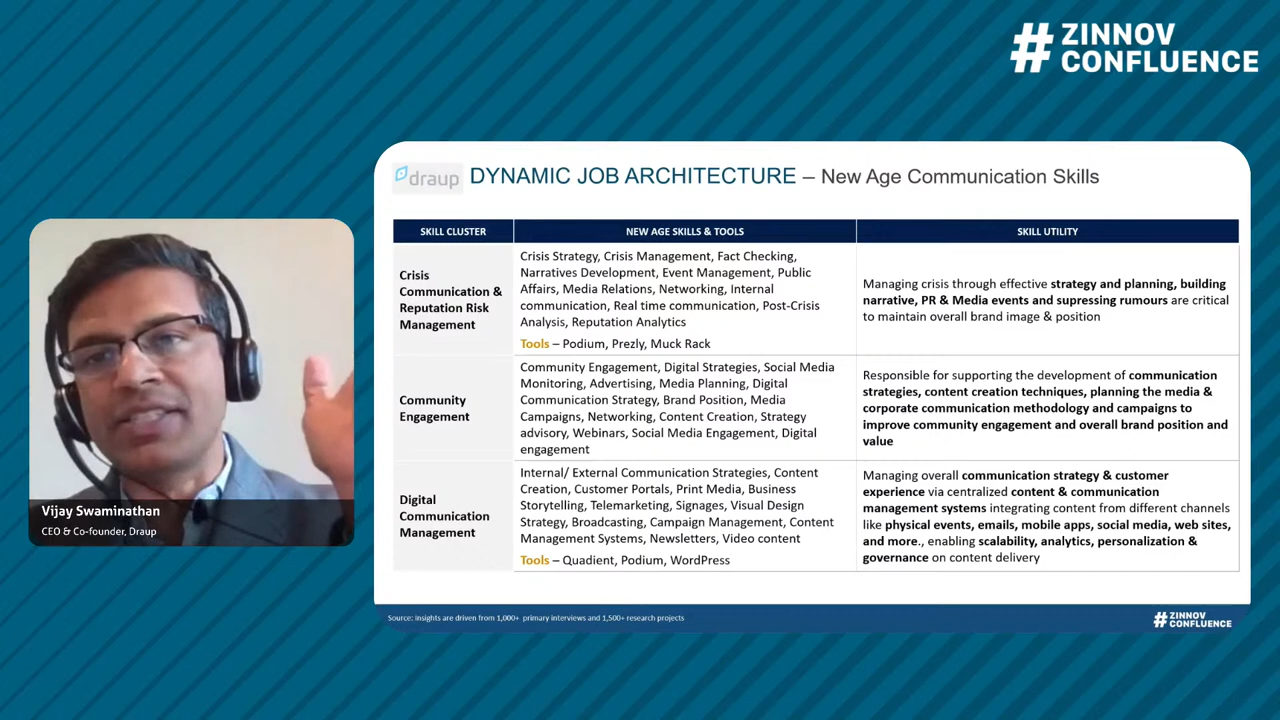 # ZINNOV
CONFLUENCE
draup
DYNAMIC JOB ARCHITECTURE – New Age Communication Skills
SKILL CLUSTER
NEW AGE SKILLS & TOOLS
SKILL UTILITY
Crisis
Communication &
Reputation Risk
Management
Crisis Strategy, Crisis Management, Fact Checking,
Narratives Development, Event Management, Public
Affairs, Media Relations, Networking, Internal
communication, Real time communication, Post-Crisis
Analysis, Reputation Analytics
Tools – Podium, Prezly, Muck Rack
Managing crisis through effective strategy and planning, building
narrative, PR & Media events and supressing rumours are critical
to maintain overall brand image & position
Community
Engagement
Community Engagement, Digital Strategies, Social Media
Monitoring, Advertising, Media Planning, Digital
Communication Strategy, Brand Position, Media
Campaigns, Networking, Content Creation, Strategy
advisory, Webinars, Social Media Engagement, Digital
engagement
Responsible for supporting the development of communication
strategies, content creation techniques, planning the media &
corporate communication methodology and campaigns to
improve community engagement and overall brand position and
value
Digital
Communication
Management
Internal/ External Communication Strategies, Content
Creation, Customer Portals, Print Media, Business
Storytelling, Telemarketing, Signages, Visual Design
Strategy, Broadcasting, Campaign Management, Content
Management Systems, Newsletters, Video content
Tools – Quadient, Podium, WordPress
Managing overall communication strategy & customer
experience via centralized content & communication
management systems integrating content from different channels
like physical events, emails, mobile apps, social media, web sites,
and more., enabling scalability, analytics, personalization &
governance on content delivery
Vijay Swaminathan
CEO & Co-founder, Draup
Source: Insights are driven from 1,000+ primary interviews and 1,500+ research projects
# ZINNOV
CONFLUENCE